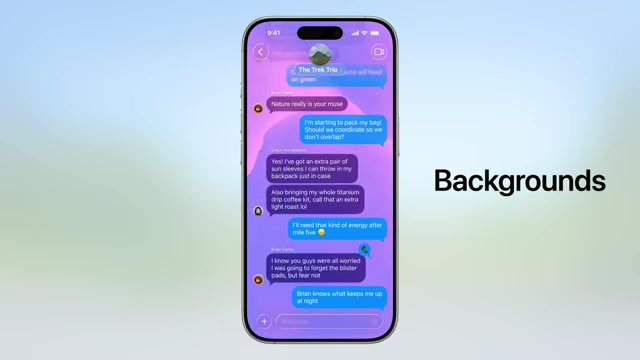 9:41
The Trek Trio
on green
Nature really is your muse
I'm starting to pack my bag!
Should we coordinate so we
don't overlap?
Yes! I've got an extra pair of
sun sleeves I can throw in my
backpack just in case
Also bringing my whole titanium
drip coffee kit, call that an extra
light roast lol
I'll need that kind of energy after
mile five 😄
Brian Carey
I know you guys were all worried
I was going to forget the blister
pads, but fear not
Brian knows what keeps me up
at night
iMessage
Backgrounds